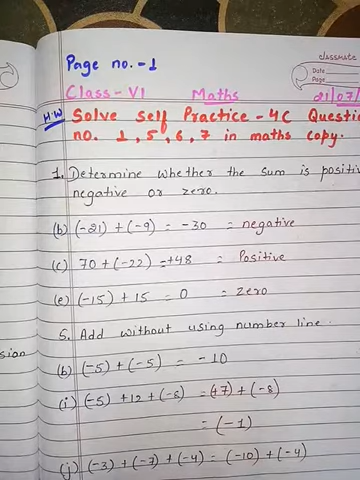 classmate
Date
Page
Page no. -1
Class-VI Maths 21/07/
H.W Solve Self Practice - 4C Questi
no. 1, 5, 6, 7 in maths copy.
1. Determine whether the sum is positi
negative or zero.
(b) (-21) + (-9) = -30 = negative
(c) 70 + (-22) = +48 = Positive
(e) (-15) + 15 = 0 = zero
5. Add without using number line.
sion
(b) (-5) + (-5) = -10
(i) (-5) + 12 + (-8) = (+7) + (-8)
= (-1)
(j) (-3) + (-7) + (-4) = (-10) + (-4)